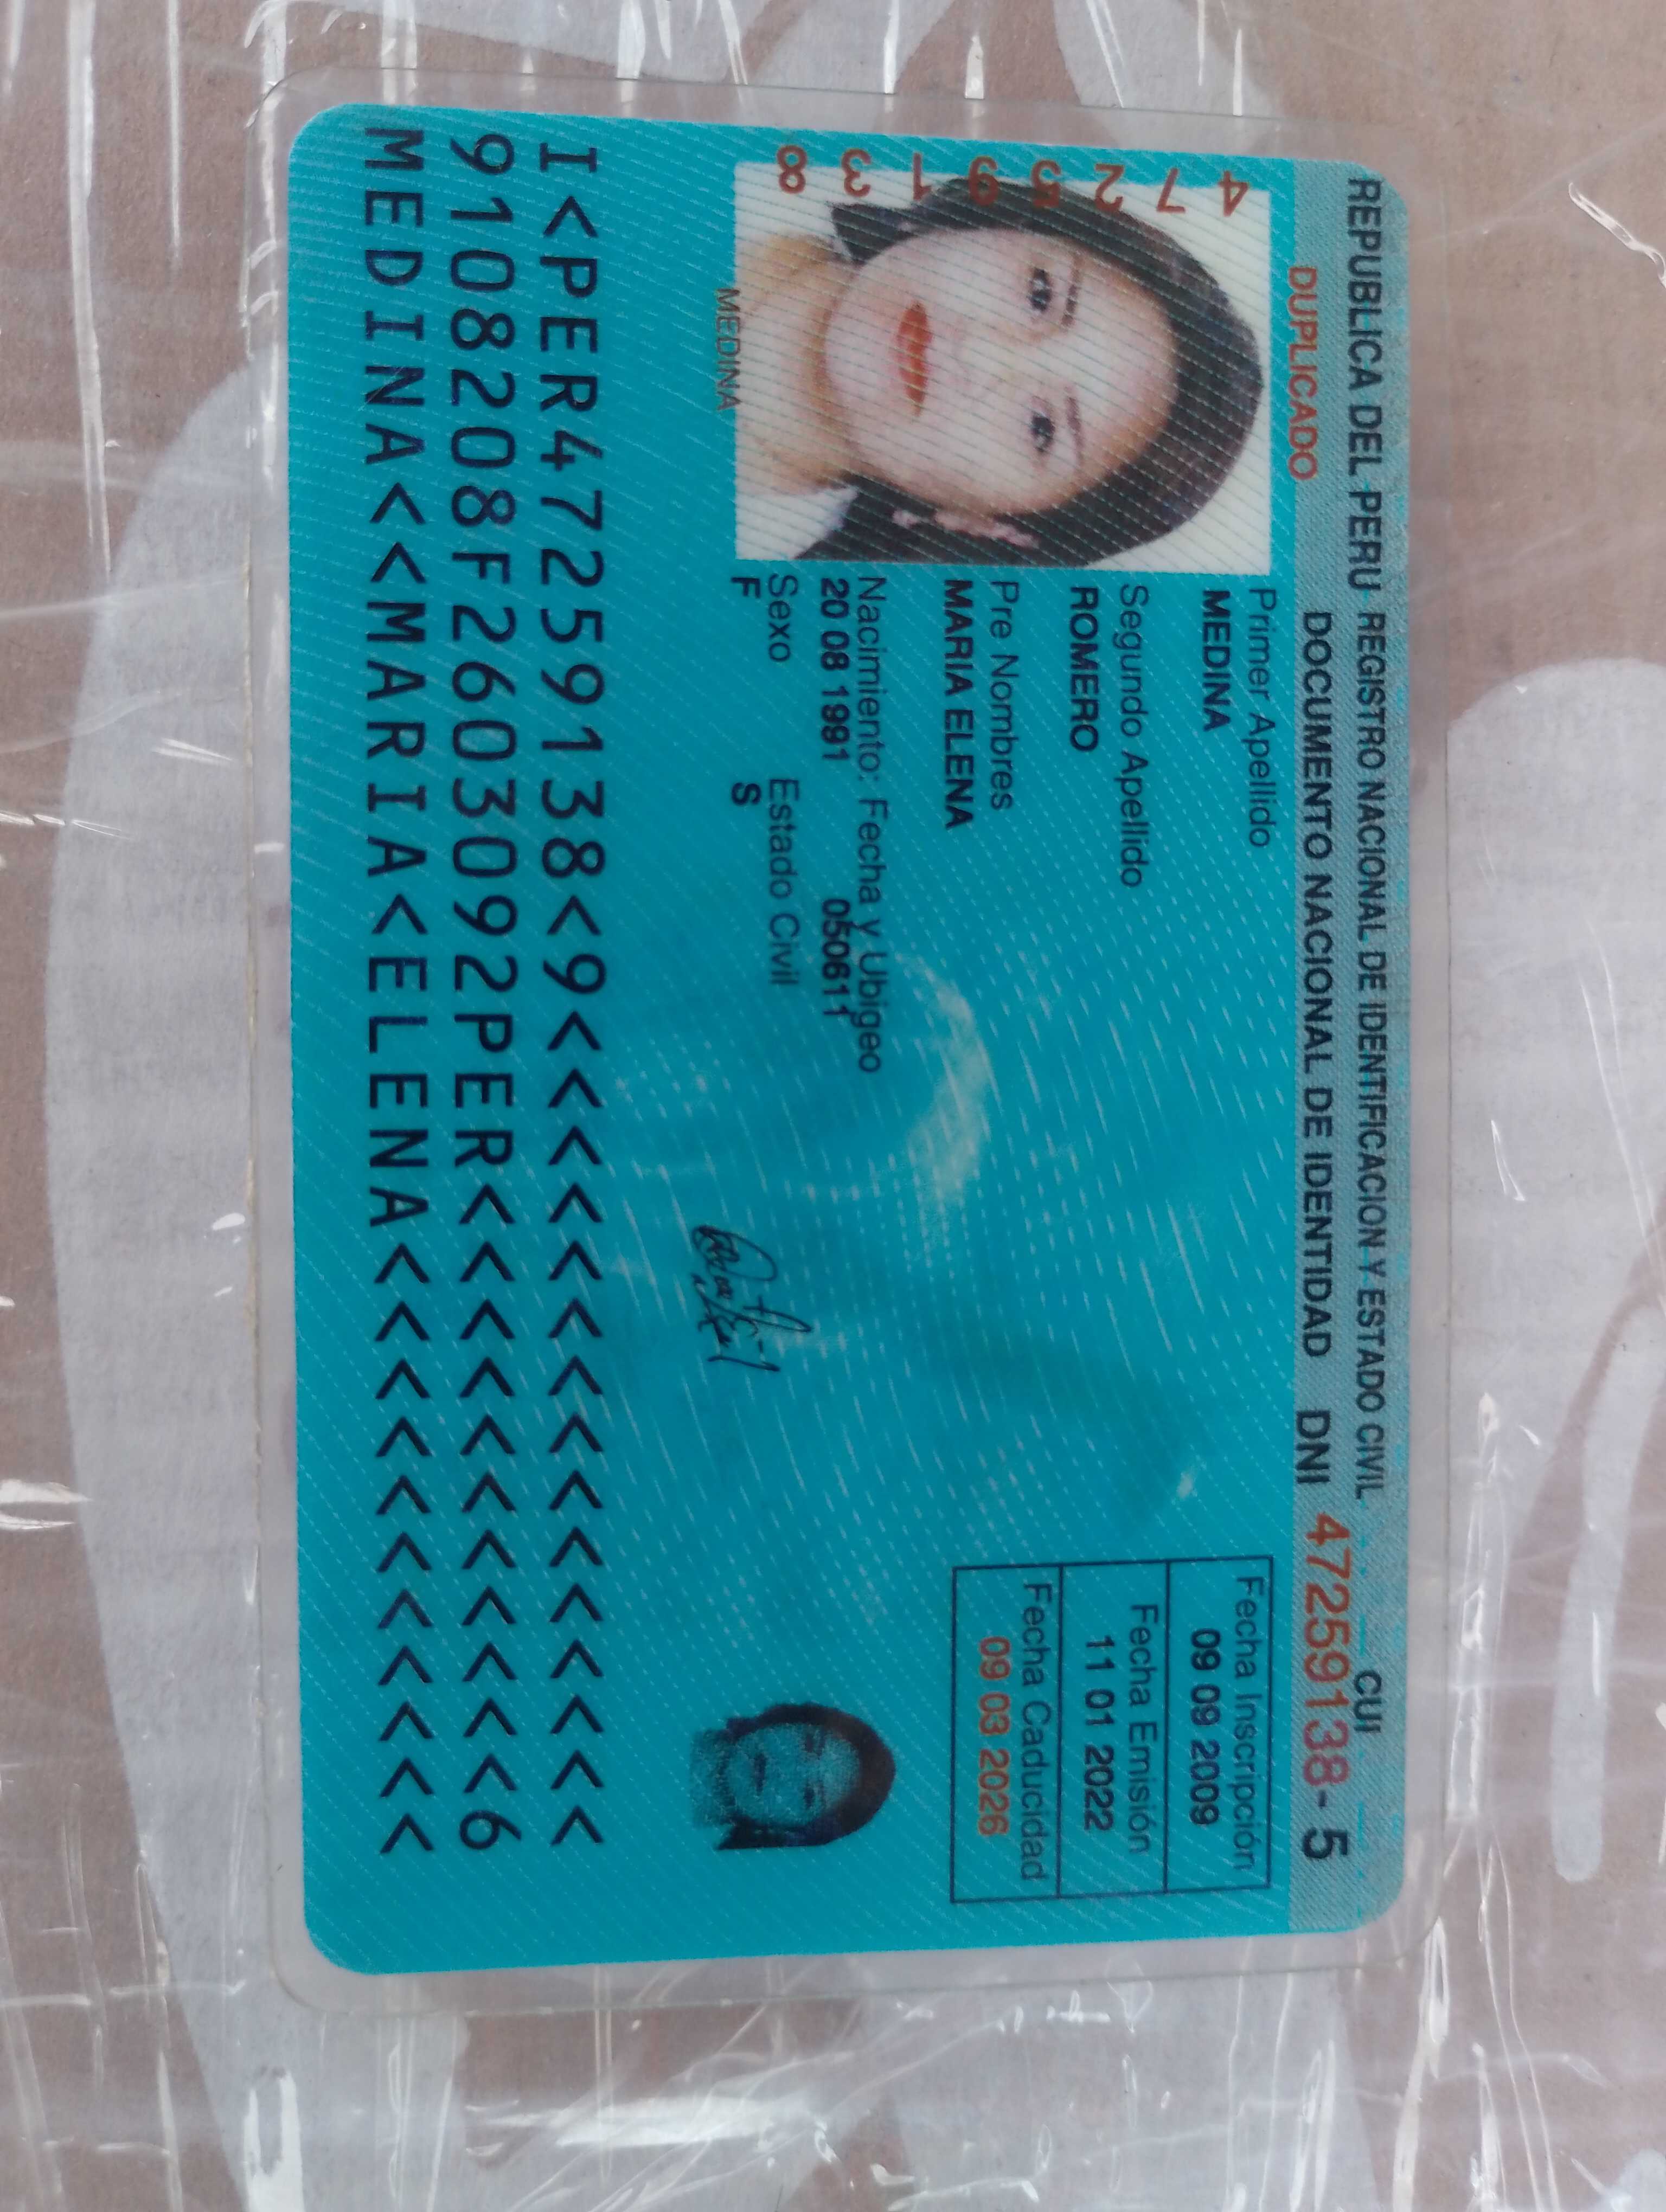 REPUBLICA DEL PERU REGISTRO NACIONAL DE IDENTIFICACION Y ESTADO CIVIL CUI
DUPLICADO DOCUMENTO NACIONAL DE IDENTIDAD DNI 47259138 - 5
47259138
Primer Apellido
MEDINA
Segundo Apellido
ROMERO
Pre Nombres
MARIA ELENA
Nacimiento: Fecha y Ubigeo
20 08 1991 050611
Sexo Estado Civil
F S
Fecha Inscripción
09 09 2009
Fecha Emisión
11 01 2022
Fecha Caducidad
09 03 2026
MEDINA
I<PER47259138<9<<<<<<<<<<<<<<<
9108208F2603092PER<<<<<<<<<<<6
MEDINA<<MARIA<ELENA<<<<<<<<<<<